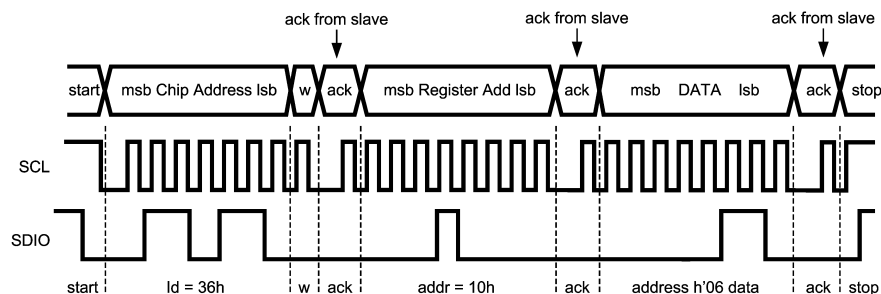 ack from slave ack from slave ack from slave
start msb Chip Address lsb w ack msb Register Add lsb ack msb DATA lsb ack stop
SCL
SDIO
start Id = 36h w ack addr = 10h ack address h'06 data ack stop